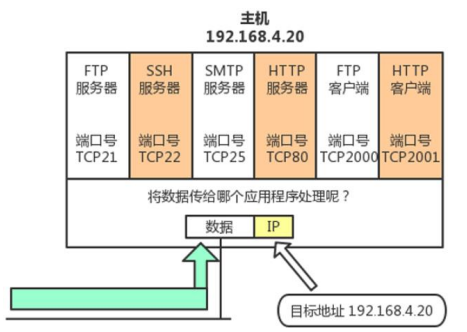 主机
192.168.4.20
FTP
服务器
端口号
TCP21
SSH
服务器
端口号
TCP22
SMTP
服务器
端口号
TCP25
HTTP
服务器
端口号
TCP80
FTP
客户端
端口号
TCP2000
HTTP
客户端
端口号
TCP2001
将数据传给哪个应用程序处理呢？
数据
IP
目标地址 192.168.4.20